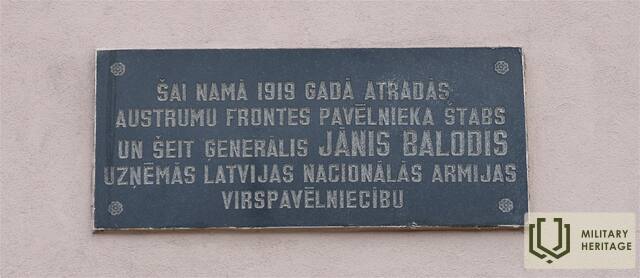 ŠAI NAMĀ 1919 GADĀ ATRADĀS
AUSTRUMU FRONTES PAVĒLNIEKA ŠTABS
UN ŠEIT ĢENERĀLIS JĀNIS BALODIS
UZŅĒMĀS LATVIJAS NACIONĀLĀS ARMIJAS
VIRSPAVĒLNIECĪBU
MILITARY
HERITAGE